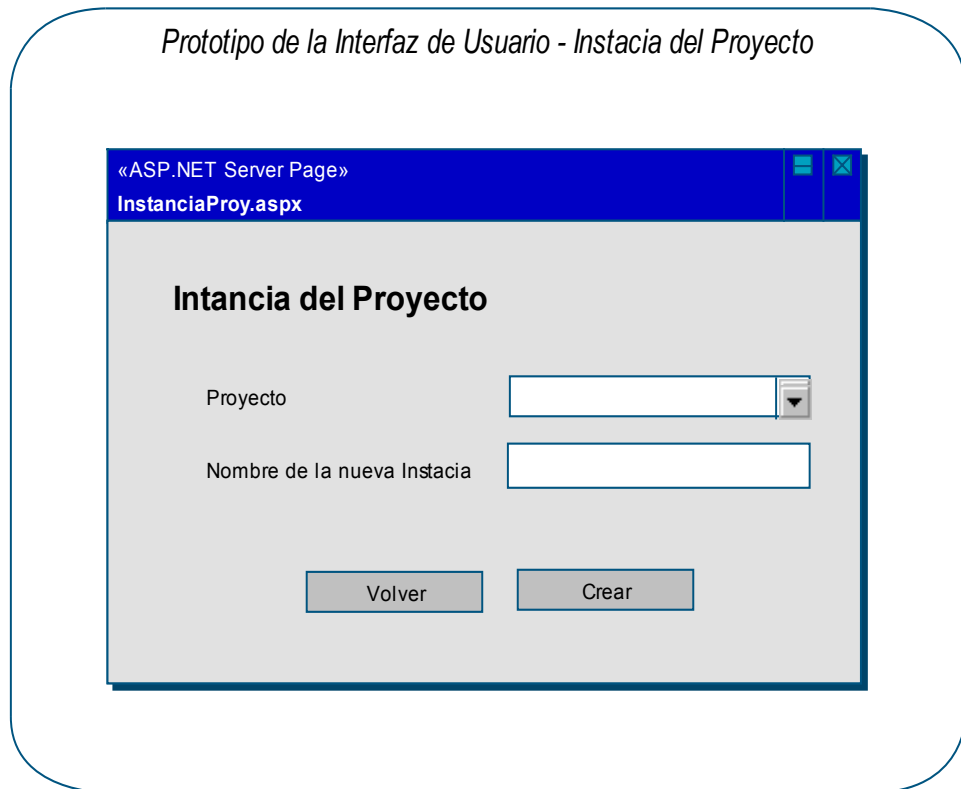 Prototipo de la Interfaz de Usuario - Instacia del Proyecto
«ASP.NET Server Page»
InstanciaProy.aspx
Intancia del Proyecto
Proyecto
Nombre de la nueva Instacia
Volver
Crear